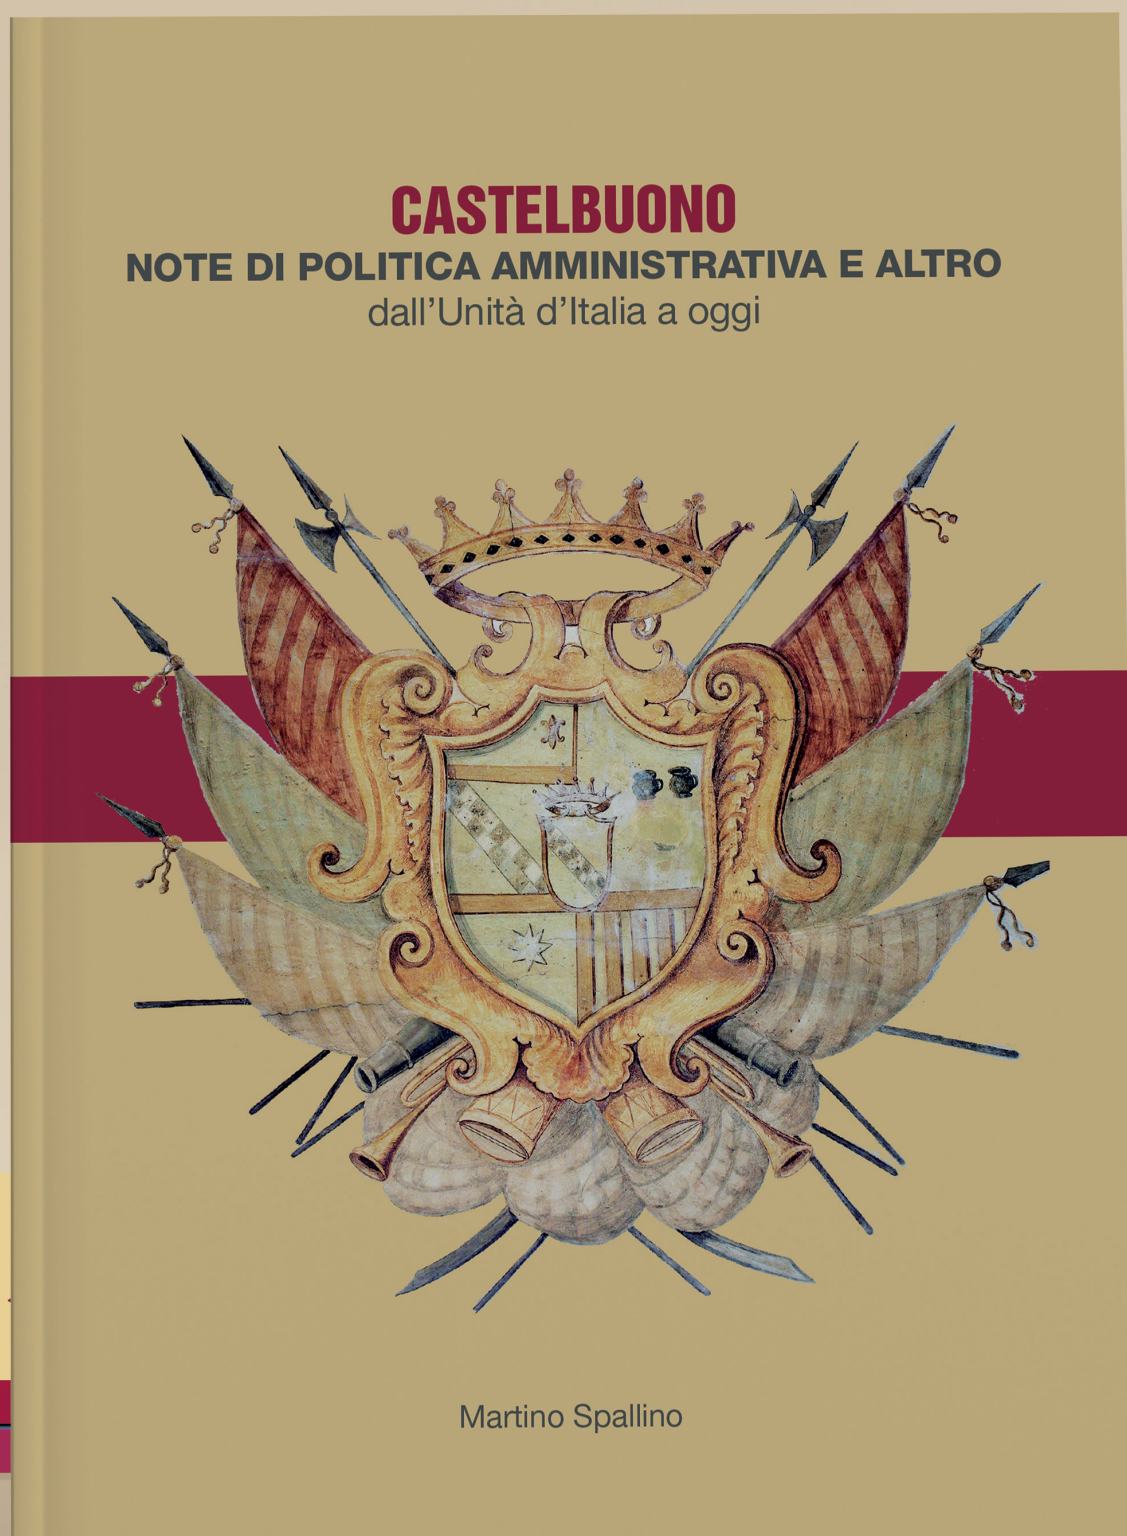 CASTELBUONO
NOTE DI POLITICA AMMINISTRATIVA E ALTRO
dall’Unità d’Italia a oggi
Martino Spallino